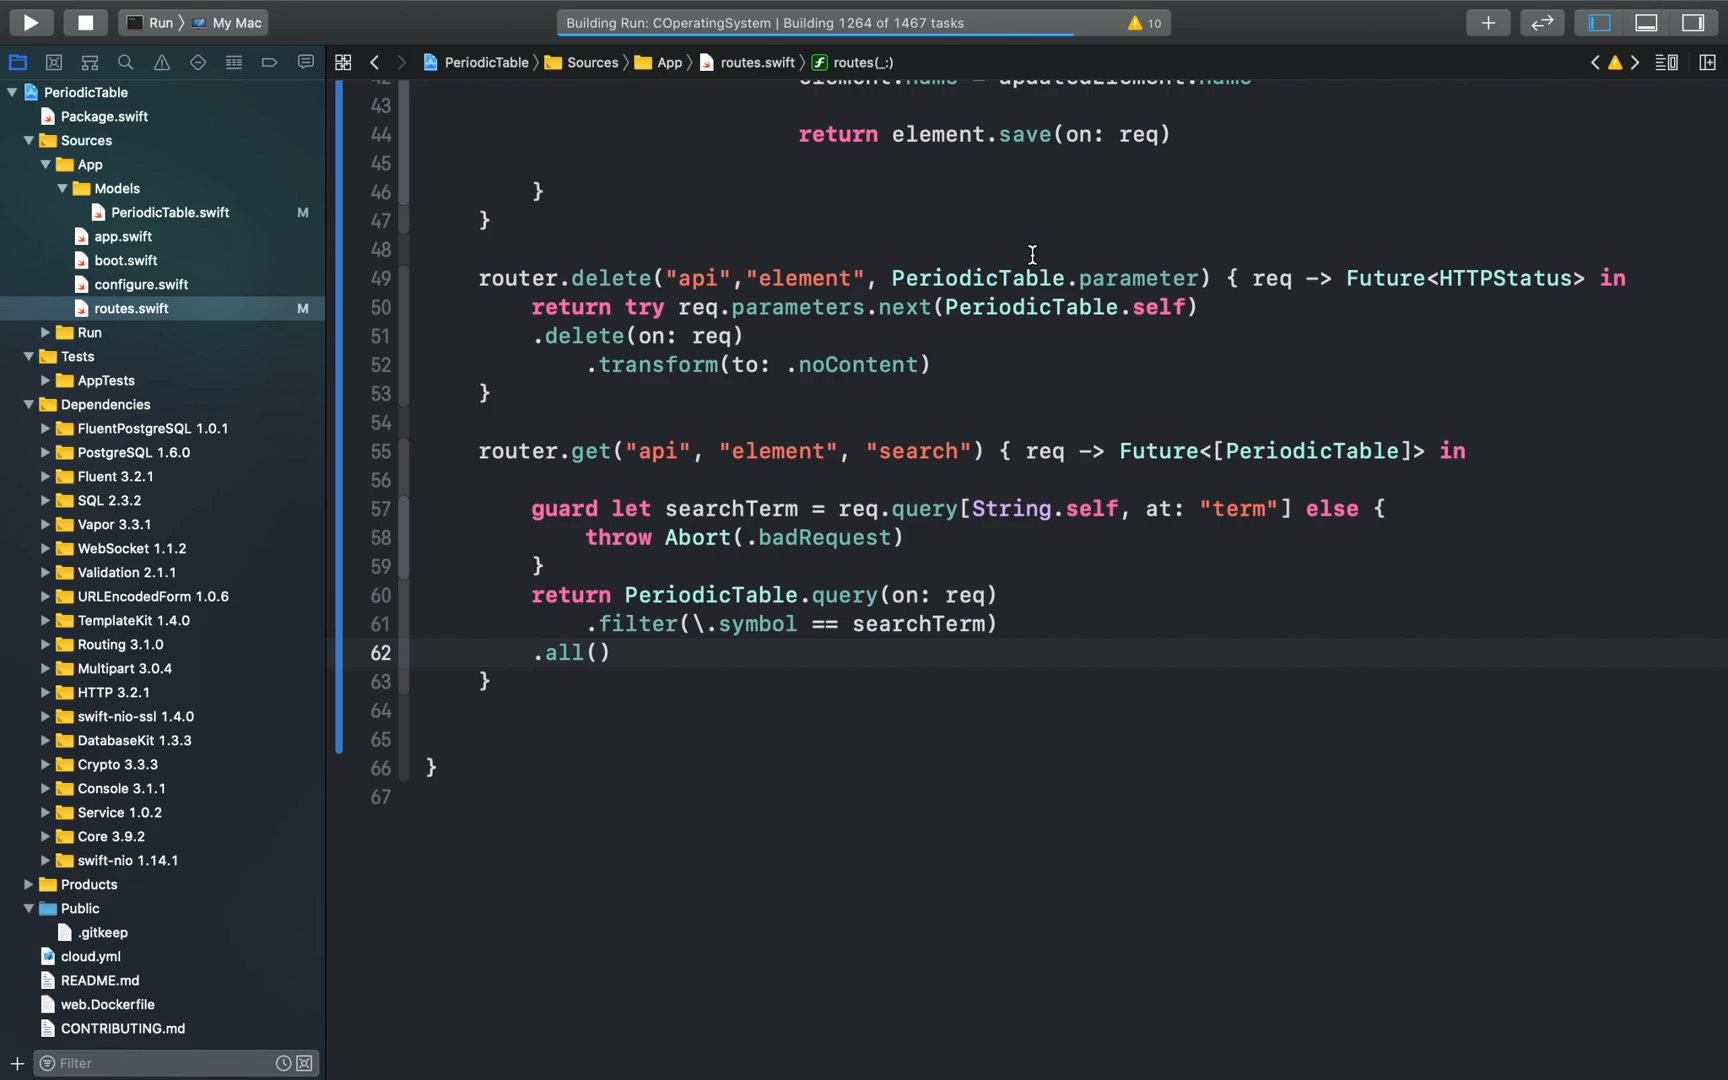 Run 〉 My Mac
Building Run: COperatingSystem | Building 1264 of 1467 tasks
10
PeriodicTable 〉 Sources 〉 App 〉 routes.swift 〉 f routes(_:)
PeriodicTable
Package.swift
Sources
App
Models
PeriodicTable.swift M
app.swift
boot.swift
configure.swift
routes.swift M
Run
Tests
AppTests
Dependencies
FluentPostgreSQL 1.0.1
PostgreSQL 1.6.0
Fluent 3.2.1
SQL 2.3.2
Vapor 3.3.1
WebSocket 1.1.2
Validation 2.1.1
URLEncodedForm 1.0.6
TemplateKit 1.4.0
Routing 3.1.0
Multipart 3.0.4
HTTP 3.2.1
swift-nio-ssl 1.4.0
DatabaseKit 1.3.3
Crypto 3.3.3
Console 3.1.1
Service 1.0.2
Core 3.9.2
swift-nio 1.14.1
Products
Public
.gitkeep
cloud.yml
README.md
web.Dockerfile
CONTRIBUTING.md
Filter
42 element.name = updatedElement.name
43
44 return element.save(on: req)
45
46 }
47 }
48
49 router.delete("api","element", PeriodicTable.parameter) { req -> Future<HTTPStatus> in
50 return try req.parameters.next(PeriodicTable.self)
51 .delete(on: req)
52 .transform(to: .noContent)
53 }
54
55 router.get("api", "element", "search") { req -> Future<[PeriodicTable]> in
56
57 guard let searchTerm = req.query[String.self, at: "term"] else {
58 throw Abort(.badRequest)
59 }
60 return PeriodicTable.query(on: req)
61 .filter(\.symbol == searchTerm)
62 .all()
63 }
64
65
66 }
67